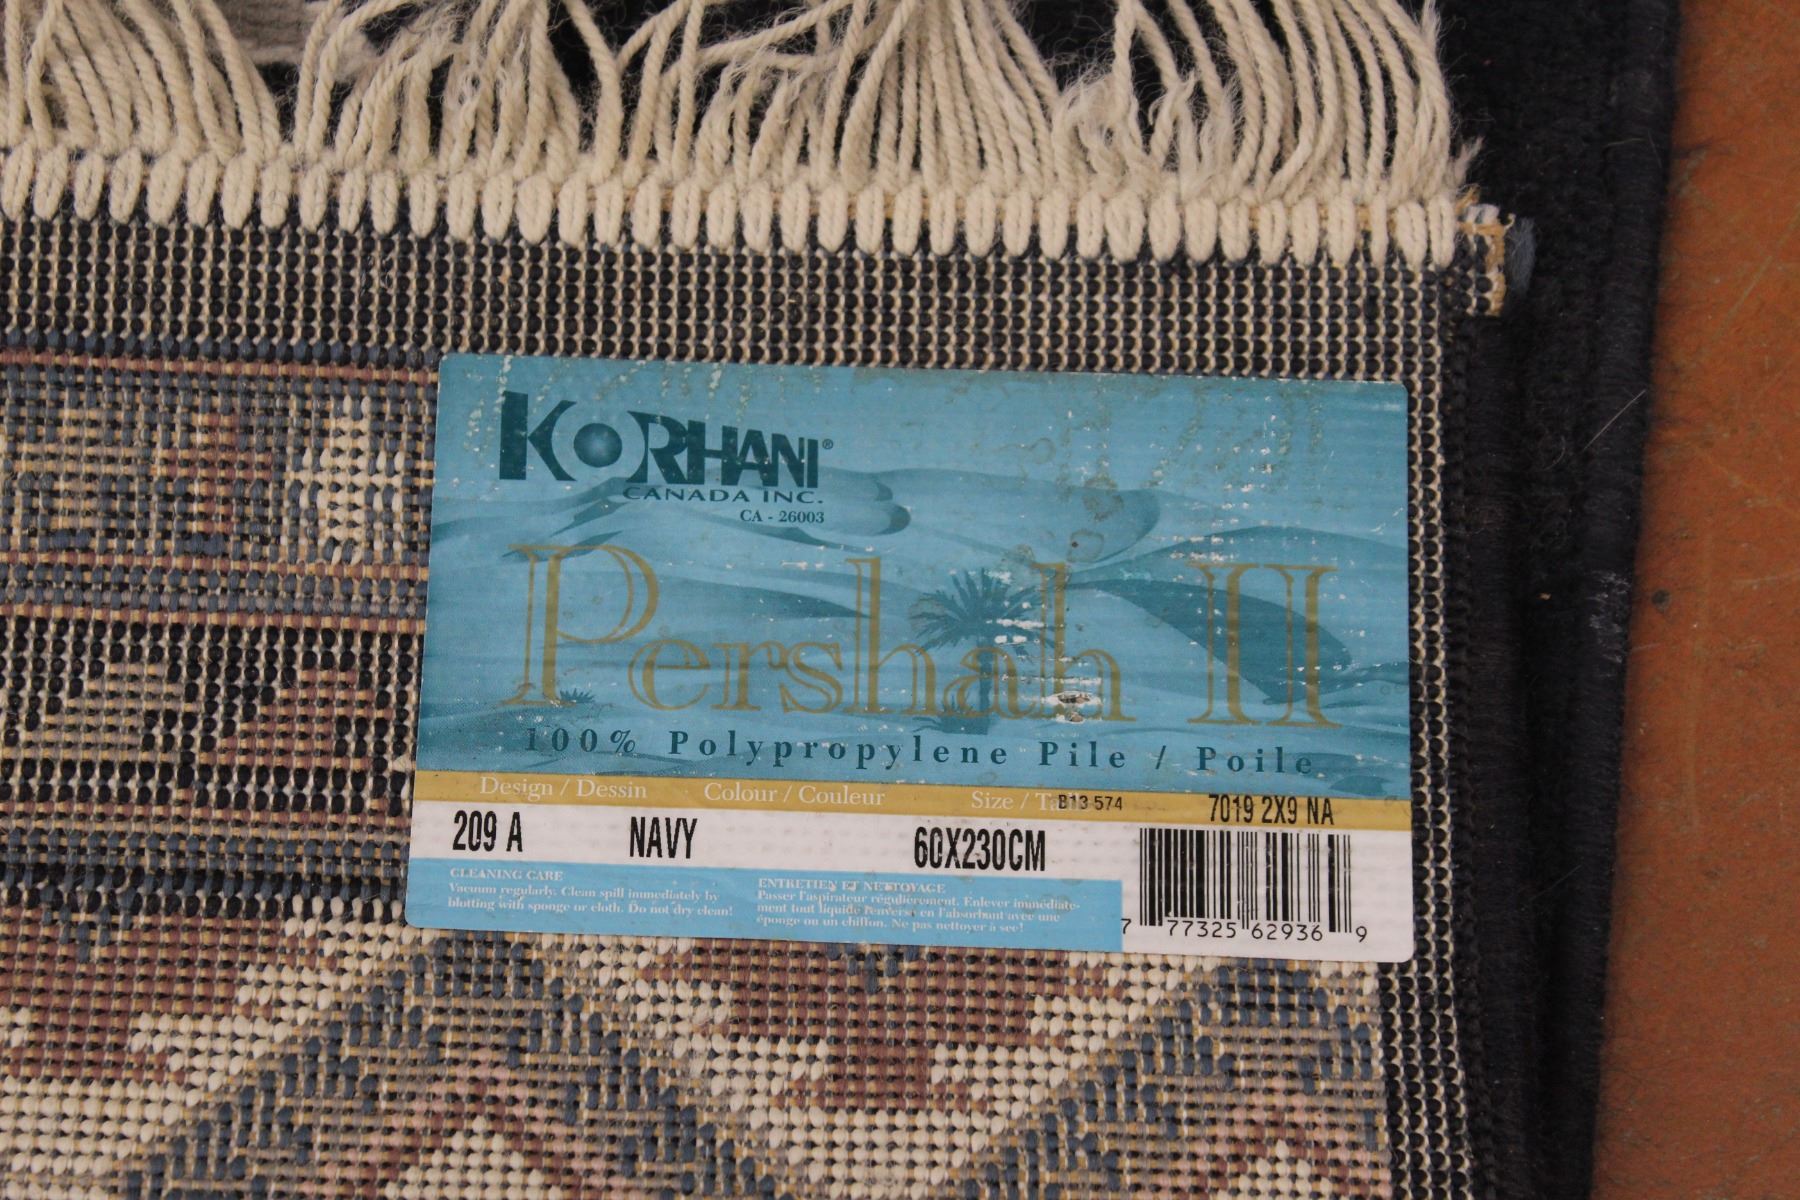 KORHANI®
CANADA INC.
CA - 26003
Pershah II
100% Polypropylene Pile / Poile
Design / Dessin Colour / Couleur Size /
B13 574
7019 2X9 NA
209 A NAVY 60X230CM
CLEANING CARE
Vacuum regularly. Clean spill immediately by
blotting with sponge or cloth. Do not dry clean!
ENTRETIEN ET NETTOYAGE
Passer l'aspirateur régulièrement. Enlever immédiate-
ment tout liquide renversé en l'absorbant avec une
éponge ou un chiffon. Ne pas nettoyer à sec!
7 77325 62936 9